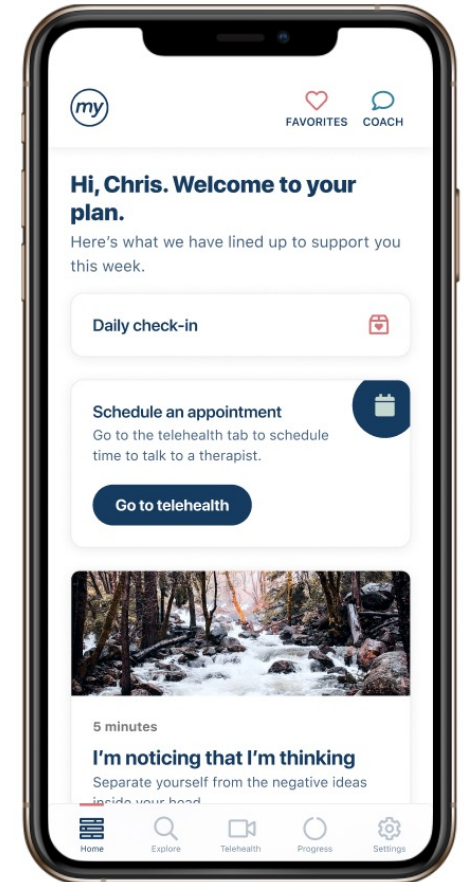 my
FAVORITES
COACH
Hi, Chris. Welcome to your
plan.
Here's what we have lined up to support you
this week.
Daily check-in
Schedule an appointment
Go to the telehealth tab to schedule
time to talk to a therapist.
Go to telehealth
5 minutes
I'm noticing that I'm thinking
Separate yourself from the negative ideas
inside your head
Home
Explore
Telehealth
Progress
Settings